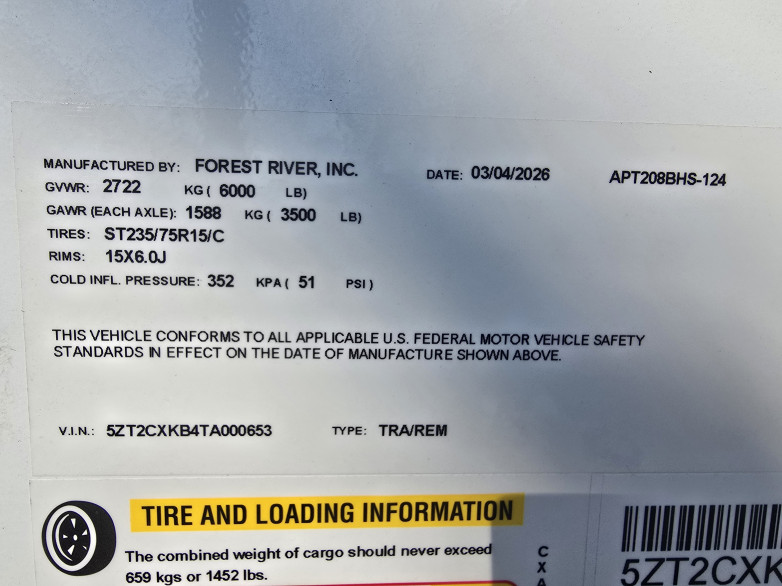 MANUFACTURED BY: FOREST RIVER, INC. DATE: 03/04/2026 APT208BHS-124
GVWR: 2722 KG ( 6000 LB)
GAWR (EACH AXLE): 1588 KG ( 3500 LB)
TIRES: ST235/75R15/C
RIMS: 15X6.0J
COLD INFL. PRESSURE: 352 KPA ( 51 PSI )
THIS VEHICLE CONFORMS TO ALL APPLICABLE U.S. FEDERAL MOTOR VEHICLE SAFETY
STANDARDS IN EFFECT ON THE DATE OF MANUFACTURE SHOWN ABOVE.
V.I.N.: 5ZT2CXKB4TA000653 TYPE: TRA/REM
TIRE AND LOADING INFORMATION
The combined weight of cargo should never exceed
659 kgs or 1452 lbs.
C
X
5ZT2CXK